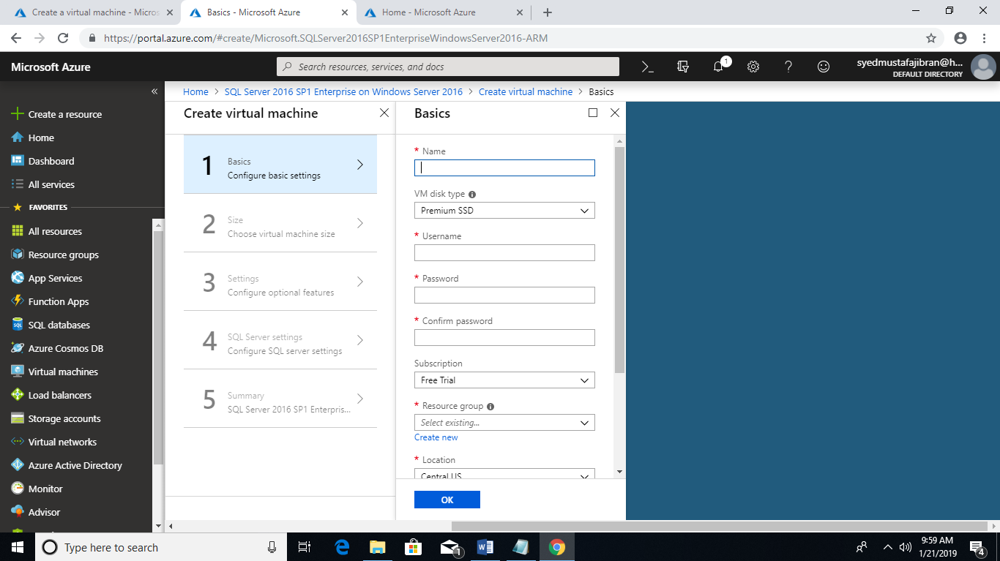 Create a virtual machine - Micros
Basics - Microsoft Azure
Home - Microsoft Azure
https://portal.azure.com/#create/Microsoft.SQLServer2016SP1EnterpriseWindowsServer2016-ARM
Microsoft Azure
Search resources, services, and docs
1
syedmustafajibran@h...
DEFAULT DIRECTORY
Create a resource
Home
Dashboard
All services
FAVORITES
All resources
Resource groups
App Services
Function Apps
SQL databases
Azure Cosmos DB
Virtual machines
Load balancers
Storage accounts
Virtual networks
Azure Active Directory
Monitor
Advisor
Home > SQL Server 2016 SP1 Enterprise on Windows Server 2016 > Create virtual machine > Basics
Create virtual machine
1
Basics
Configure basic settings
2
Size
Choose virtual machine size
3
Settings
Configure optional features
4
SQL Server settings
Configure SQL server settings
5
Summary
SQL Server 2016 SP1 Enterpris...
Basics
* Name
VM disk type
Premium SSD
* Username
* Password
* Confirm password
Subscription
Free Trial
* Resource group
Select existing...
Create new
* Location
Central US
OK
Type here to search
1
9:59 AM
1/21/2019
4